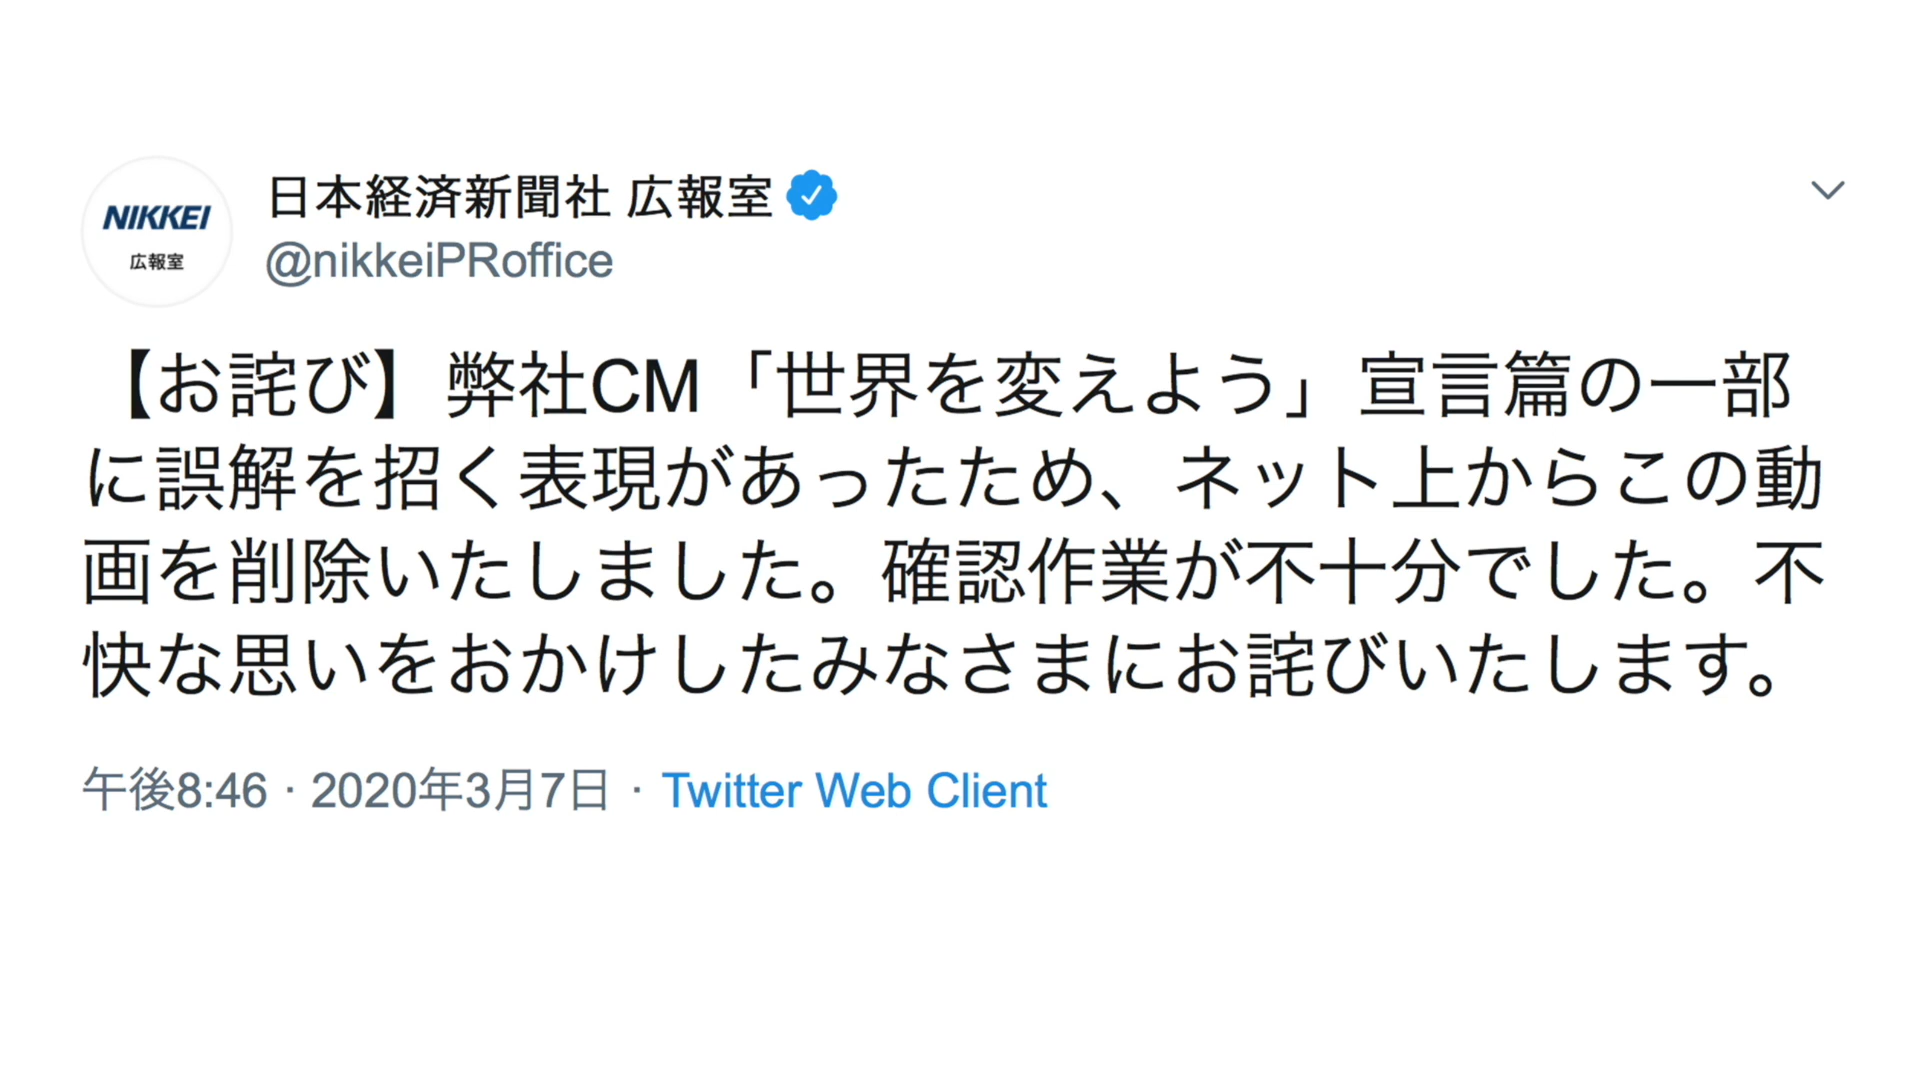 NIKKEI
広報室
日本経済新聞社 広報室
@nikkeiPRoffice
【お詫び】弊社CM「世界を変えよう」宣言篇の一部
に誤解を招く表現があったため、ネット上からこの動
画を削除いたしました。確認作業が不十分でした。不
快な思いをおかけしたみなさまにお詫びいたします。
午後8:46 · 2020年3月7日 · Twitter Web Client